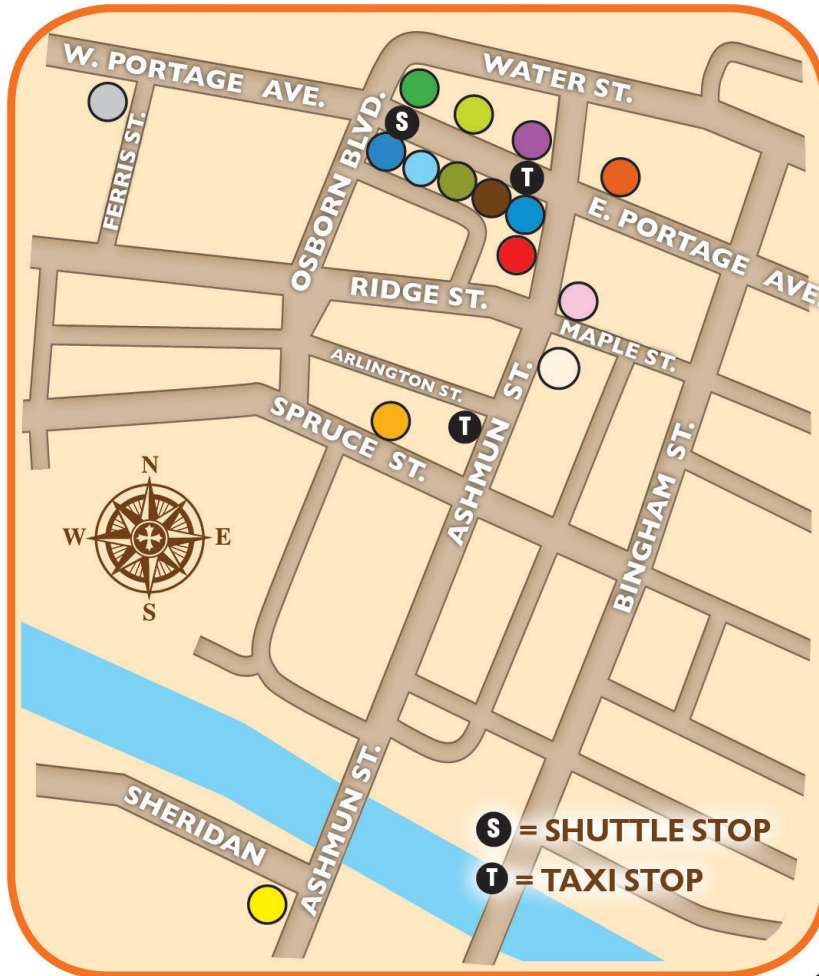 W. PORTAGE AVE.
WATER ST.
OSBORN BLVD.
S
FERRIS ST.
T
E. PORTAGE AVE.
RIDGE ST.
MAPLE ST.
ARLINGTON ST.
SPRUCE ST.
T
ASHMUN ST.
BINGHAM ST.
N
W E
S
SHERIDAN
ASHMUN ST.
S = SHUTTLE STOP
T = TAXI STOP